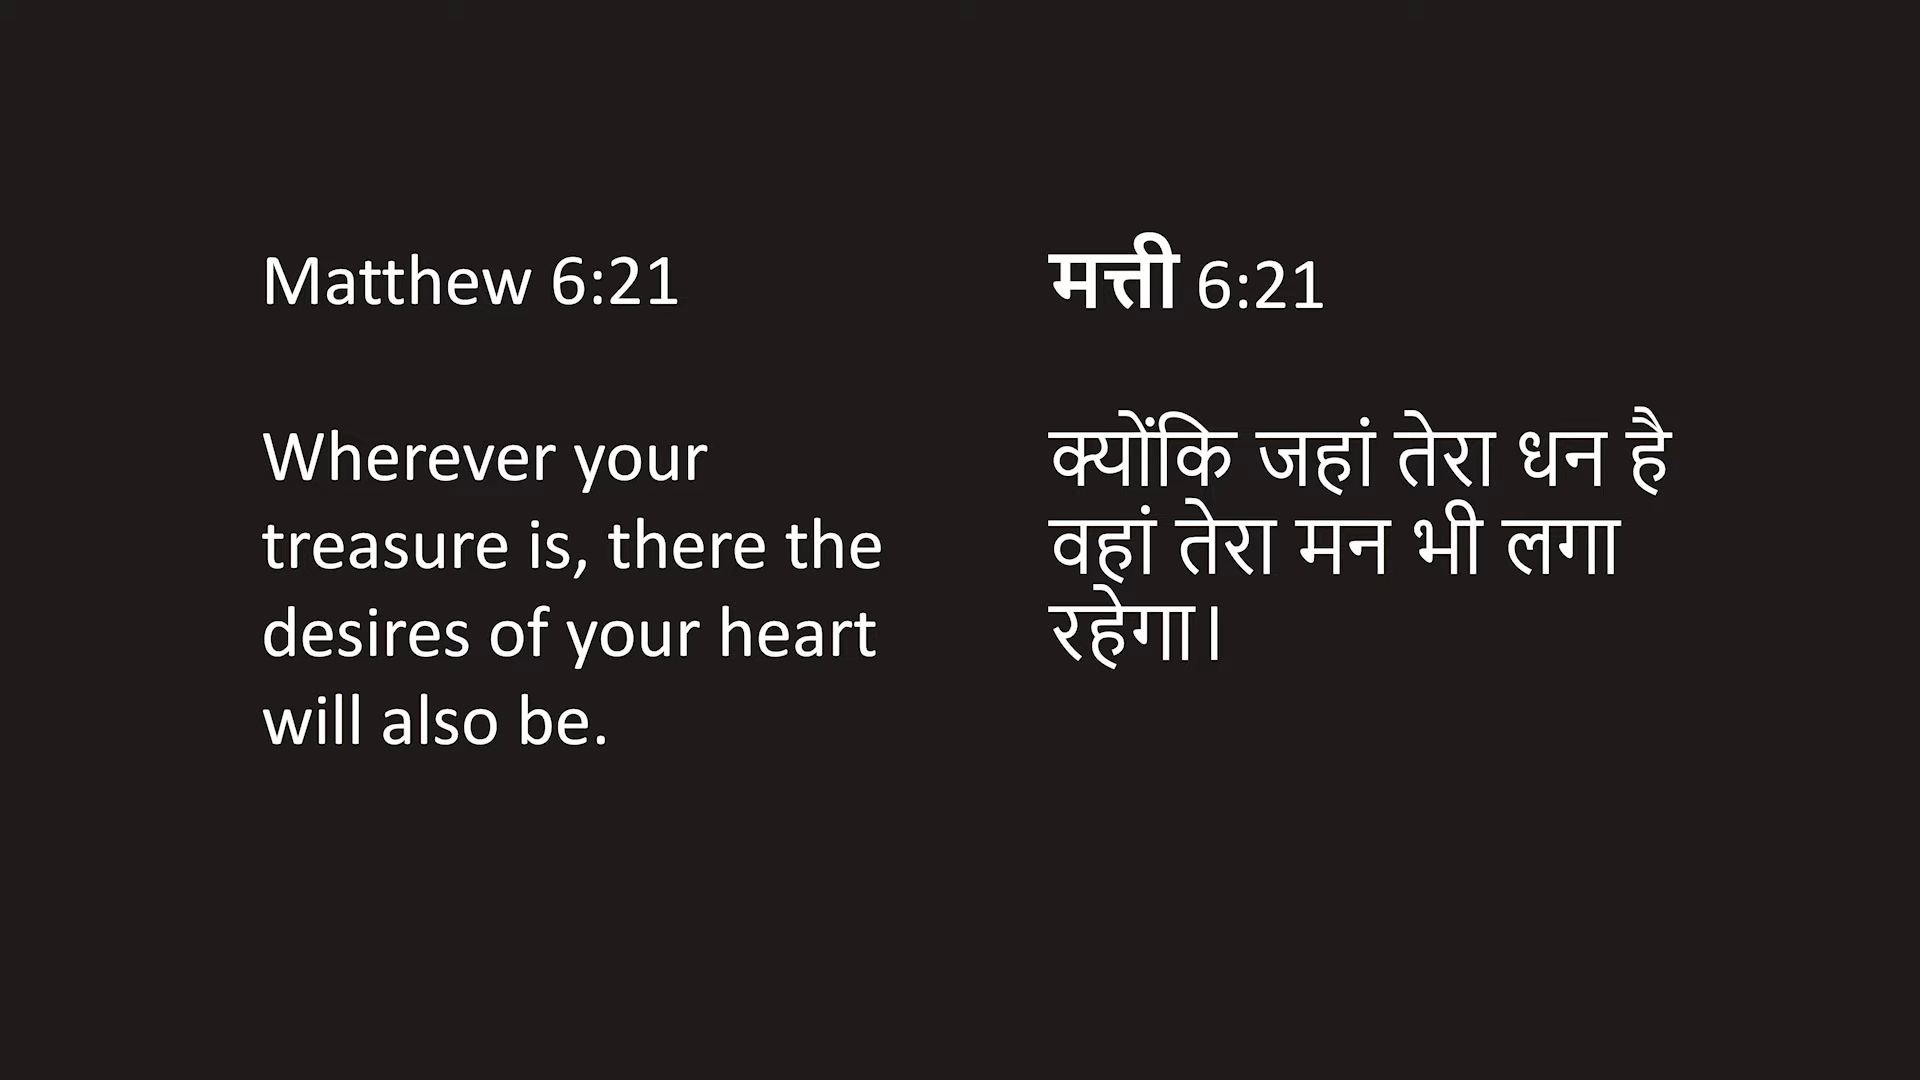 Matthew 6:21
Wherever your
treasure is, there the
desires of your heart
will also be.
मत्ती 6:21
क्योंकि जहां तेरा धन है
वहां तेरा मन भी लगा
रहेगा।